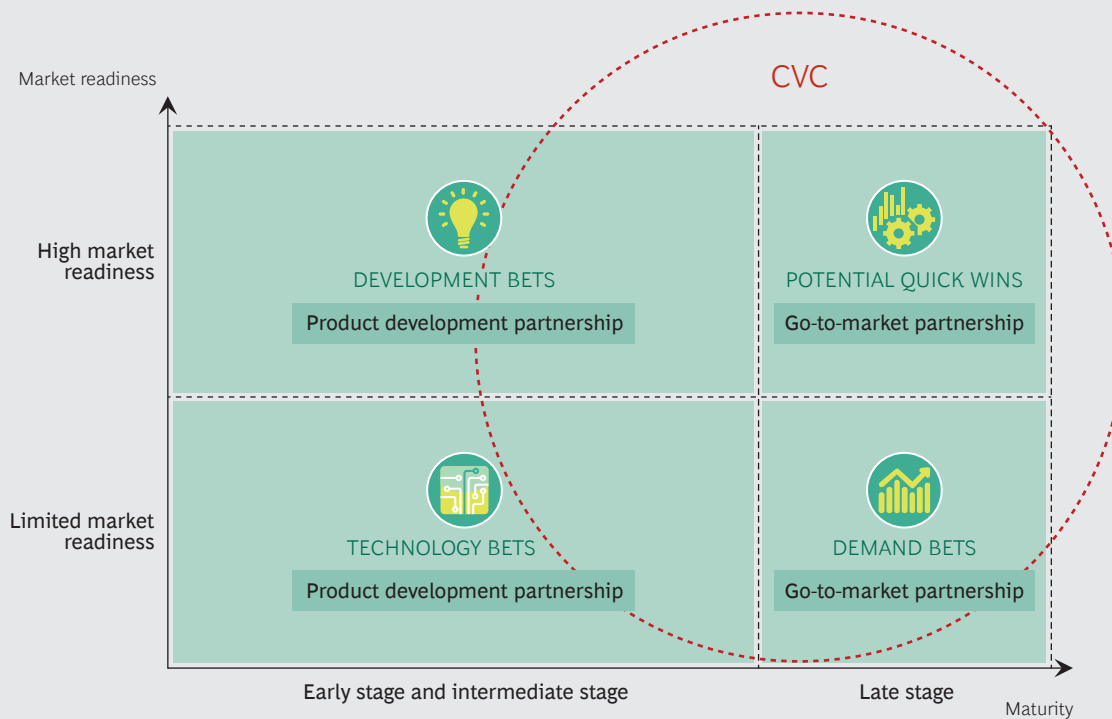 CVC
Market readiness
High market
readiness
DEVELOPMENT BETS
Product development partnership
POTENTIAL QUICK WINS
Go-to-market partnership
Limited market
readiness
TECHNOLOGY BETS
Product development partnership
DEMAND BETS
Go-to-market partnership
Early stage and intermediate stage
Late stage
Maturity